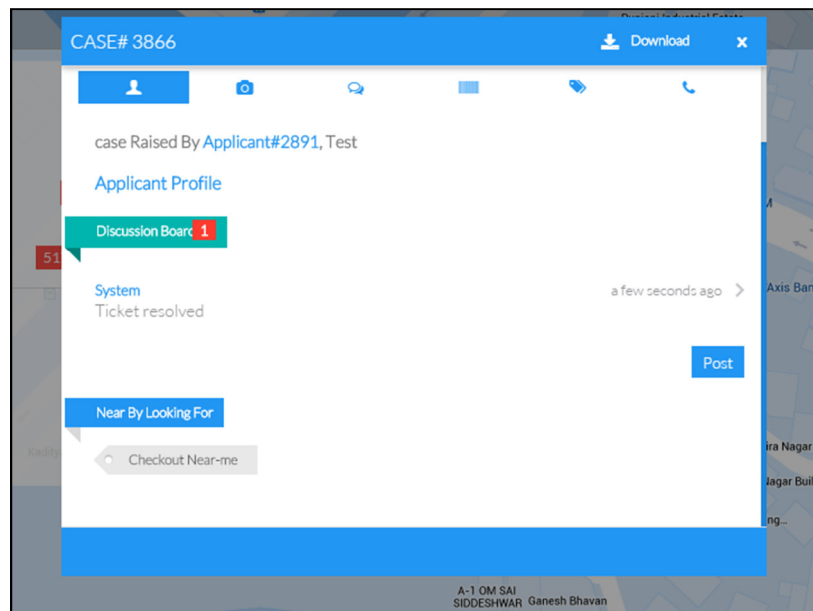 CASE# 3866
Download
case Raised By Applicant#2891, Test
Applicant Profile
Discussion Board 1
51
System
a few seconds ago
Ticket resolved
Axis Ban
Post
Near By Looking For
Checkout Near-me
ira Nagar
Nagar Buil
ng...
A-1 OM SAI
SIDDESHWAR
Ganesh Bhavan